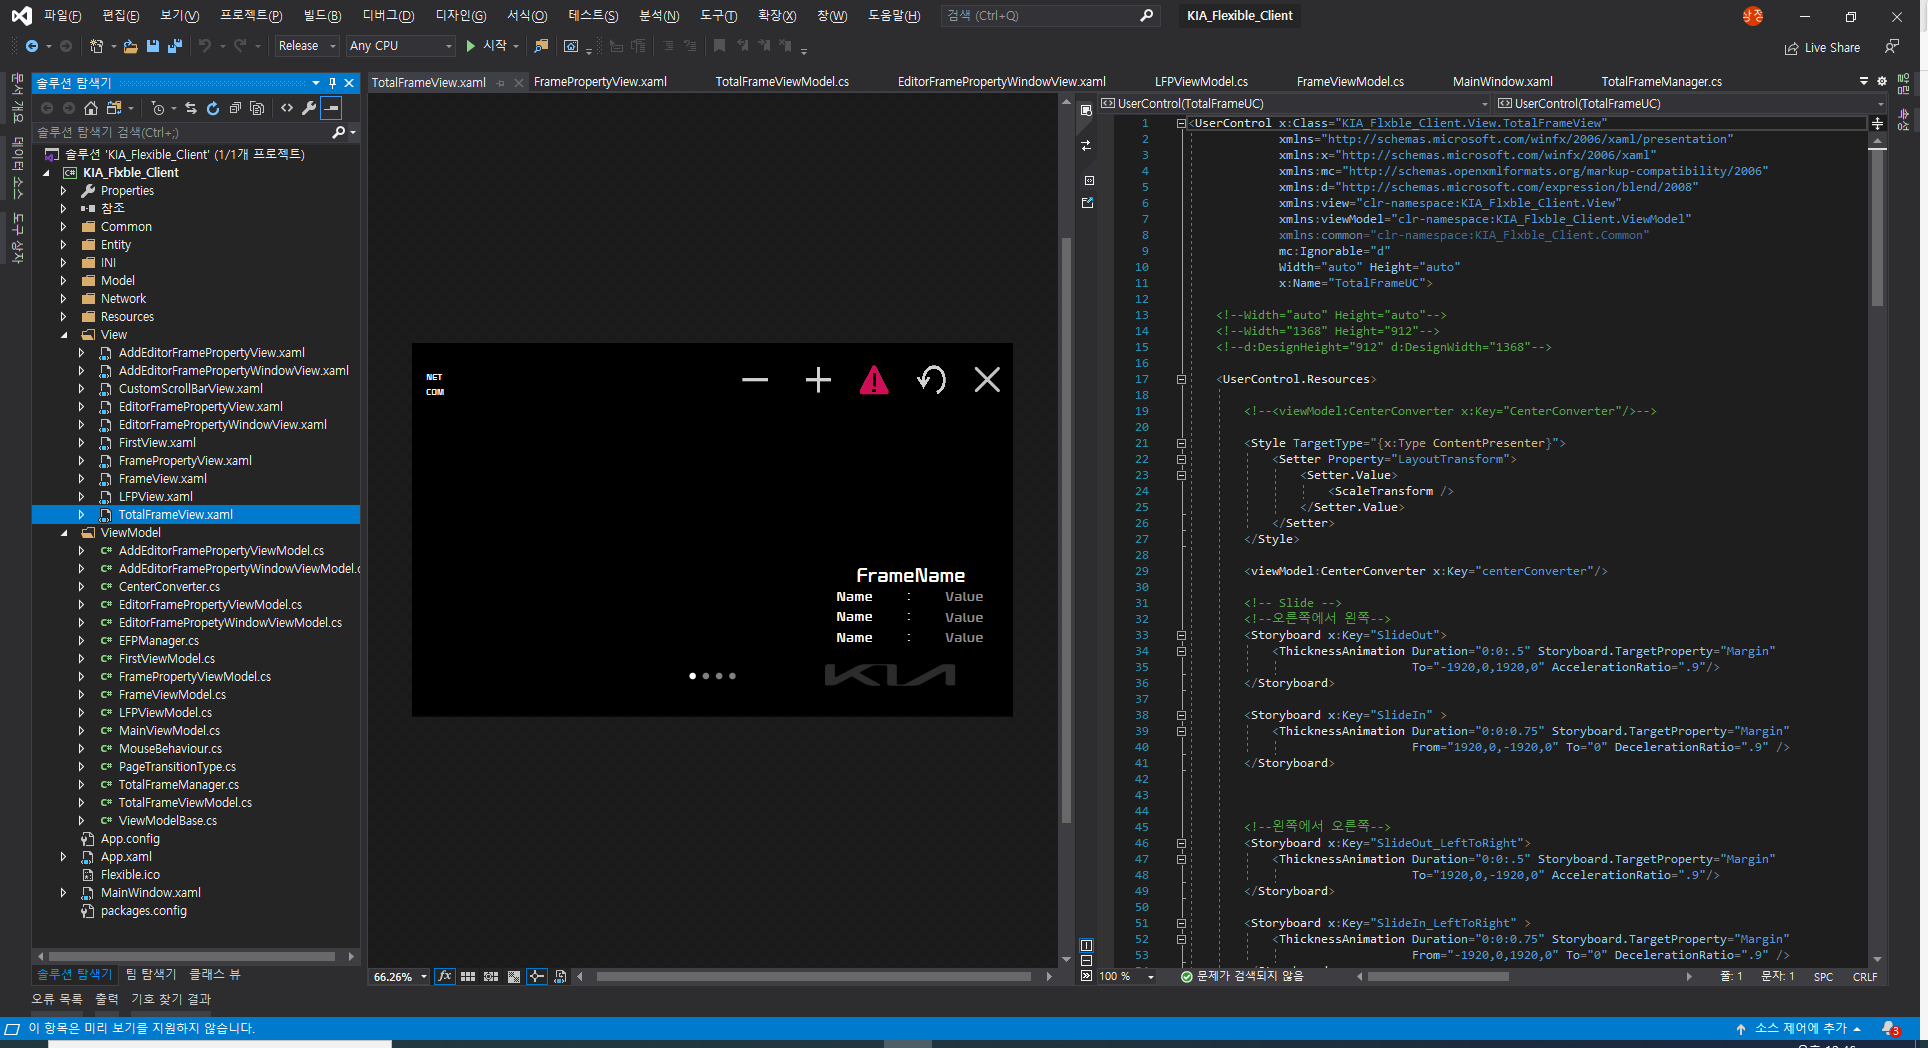 파일(F) 편집(E) 보기(V) 프로젝트(P) 빌드(B) 디버그(D) 디자인(G) 서식(O) 테스트(S) 분석(N) 도구(T) 확장(X) 창(W) 도움말(H) 검색 (Ctrl+Q) KIA_Flexible_Client 상정
Release Any CPU 시작 Live Share
문서 개요
데이터 소스
도구 상자
솔루션 탐색기
솔루션 탐색기 검색(Ctrl+;)
솔루션 'KIA_Flexible_Client' (1/1개 프로젝트)
KIA_Flxble_Client
Properties
참조
Common
Entity
INI
Model
Network
Resources
View
AddEditorFramePropertyView.xaml
AddEditorFramePropertyWindowView.xaml
CustomScrollBarView.xaml
EditorFramePropertyView.xaml
EditorFramePropertyWindowView.xaml
FirstView.xaml
FramePropertyView.xaml
FrameView.xaml
LFPView.xaml
TotalFrameView.xaml
ViewModel
AddEditorFramePropertyViewModel.cs
AddEditorFramePropertyWindowViewModel.c
CenterConverter.cs
EditorFramePropertyViewModel.cs
EditorFramePropetyWindowViewModel.cs
EFPManager.cs
FirstViewModel.cs
FramePropertyViewModel.cs
FrameViewModel.cs
LFPViewModel.cs
MainViewModel.cs
MouseBehaviour.cs
PageTransitionType.cs
TotalFrameManager.cs
TotalFrameViewModel.cs
ViewModelBase.cs
App.config
App.xaml
Flexible.ico
MainWindow.xaml
packages.config
솔루션 탐색기 팀 탐색기 클래스 뷰
오류 목록 출력 기호 찾기 결과
이 항목은 미리 보기를 지원하지 않습니다.
TotalFrameView.xaml FramePropertyView.xaml TotalFrameViewModel.cs EditorFramePropertyWindowView.xaml LFPViewModel.cs FrameViewModel.cs MainWindow.xaml TotalFrameManager.cs
NET
COM
FrameName
Name : Value
Name : Value
Name : Value
KIA
66.26% fx
UserControl(TotalFrameUC) UserControl(TotalFrameUC)
1 <UserControl x:Class="KIA_Flxble_Client.View.TotalFrameView"
2 xmlns="http://schemas.microsoft.com/winfx/2006/xaml/presentation"
3 xmlns:x="http://schemas.microsoft.com/winfx/2006/xaml"
4 xmlns:mc="http://schemas.openxmlformats.org/markup-compatibility/2006"
5 xmlns:d="http://schemas.microsoft.com/expression/blend/2008"
6 xmlns:view="clr-namespace:KIA_Flxble_Client.View"
7 xmlns:viewModel="clr-namespace:KIA_Flxble_Client.ViewModel"
8 xmlns:common="clr-namespace:KIA_Flxble_Client.Common"
9 mc:Ignorable="d"
10 Width="auto" Height="auto"
11 x:Name="TotalFrameUC">
12
13 <!--Width="auto" Height="auto"-->
14 <!--Width="1368" Height="912"-->
15 <!--d:DesignHeight="912" d:DesignWidth="1368"-->
16
17 <UserControl.Resources>
18
19 <!--<viewModel:CenterConverter x:Key="CenterConverter"/>-->
20
21 <Style TargetType="{x:Type ContentPresenter}">
22 <Setter Property="LayoutTransform">
23 <Setter.Value>
24 <ScaleTransform />
25 </Setter.Value>
26 </Setter>
27 </Style>
28
29 <viewModel:CenterConverter x:Key="centerConverter"/>
30
31 <!-- Slide -->
32 <!--오른쪽에서 왼쪽-->
33 <Storyboard x:Key="SlideOut">
34 <ThicknessAnimation Duration="0:0:.5" Storyboard.TargetProperty="Margin"
35 To="-1920,0,1920,0" AccelerationRatio=".9"/>
36 </Storyboard>
37
38 <Storyboard x:Key="SlideIn" >
39 <ThicknessAnimation Duration="0:0:0.75" Storyboard.TargetProperty="Margin"
40 From="1920,0,-1920,0" To="0" DecelerationRatio=".9" />
41 </Storyboard>
42
43
44
45 <!--왼쪽에서 오른쪽-->
46 <Storyboard x:Key="SlideOut_LeftToRight">
47 <ThicknessAnimation Duration="0:0:.5" Storyboard.TargetProperty="Margin"
48 To="1920,0,-1920,0" AccelerationRatio=".9"/>
49 </Storyboard>
50
51 <Storyboard x:Key="SlideIn_LeftToRight" >
52 <ThicknessAnimation Duration="0:0:0.75" Storyboard.TargetProperty="Margin"
53 From="-1920,0,1920,0" To="0" DecelerationRatio=".9" />
100 % 문제가 검색되지 않음 줄: 1 문자: 1 SPC CRLF
알림
속성
소스 제어에 추가 3